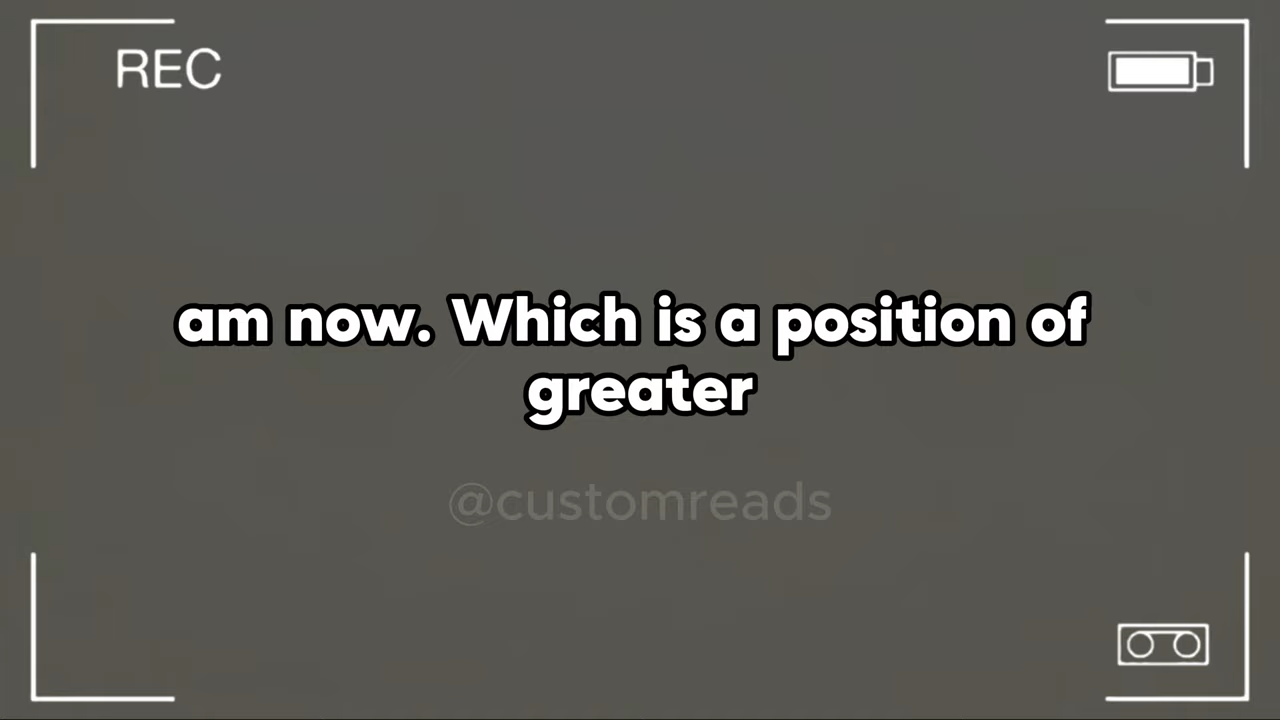 REC
am now. Which is a position of
greater
@customreads